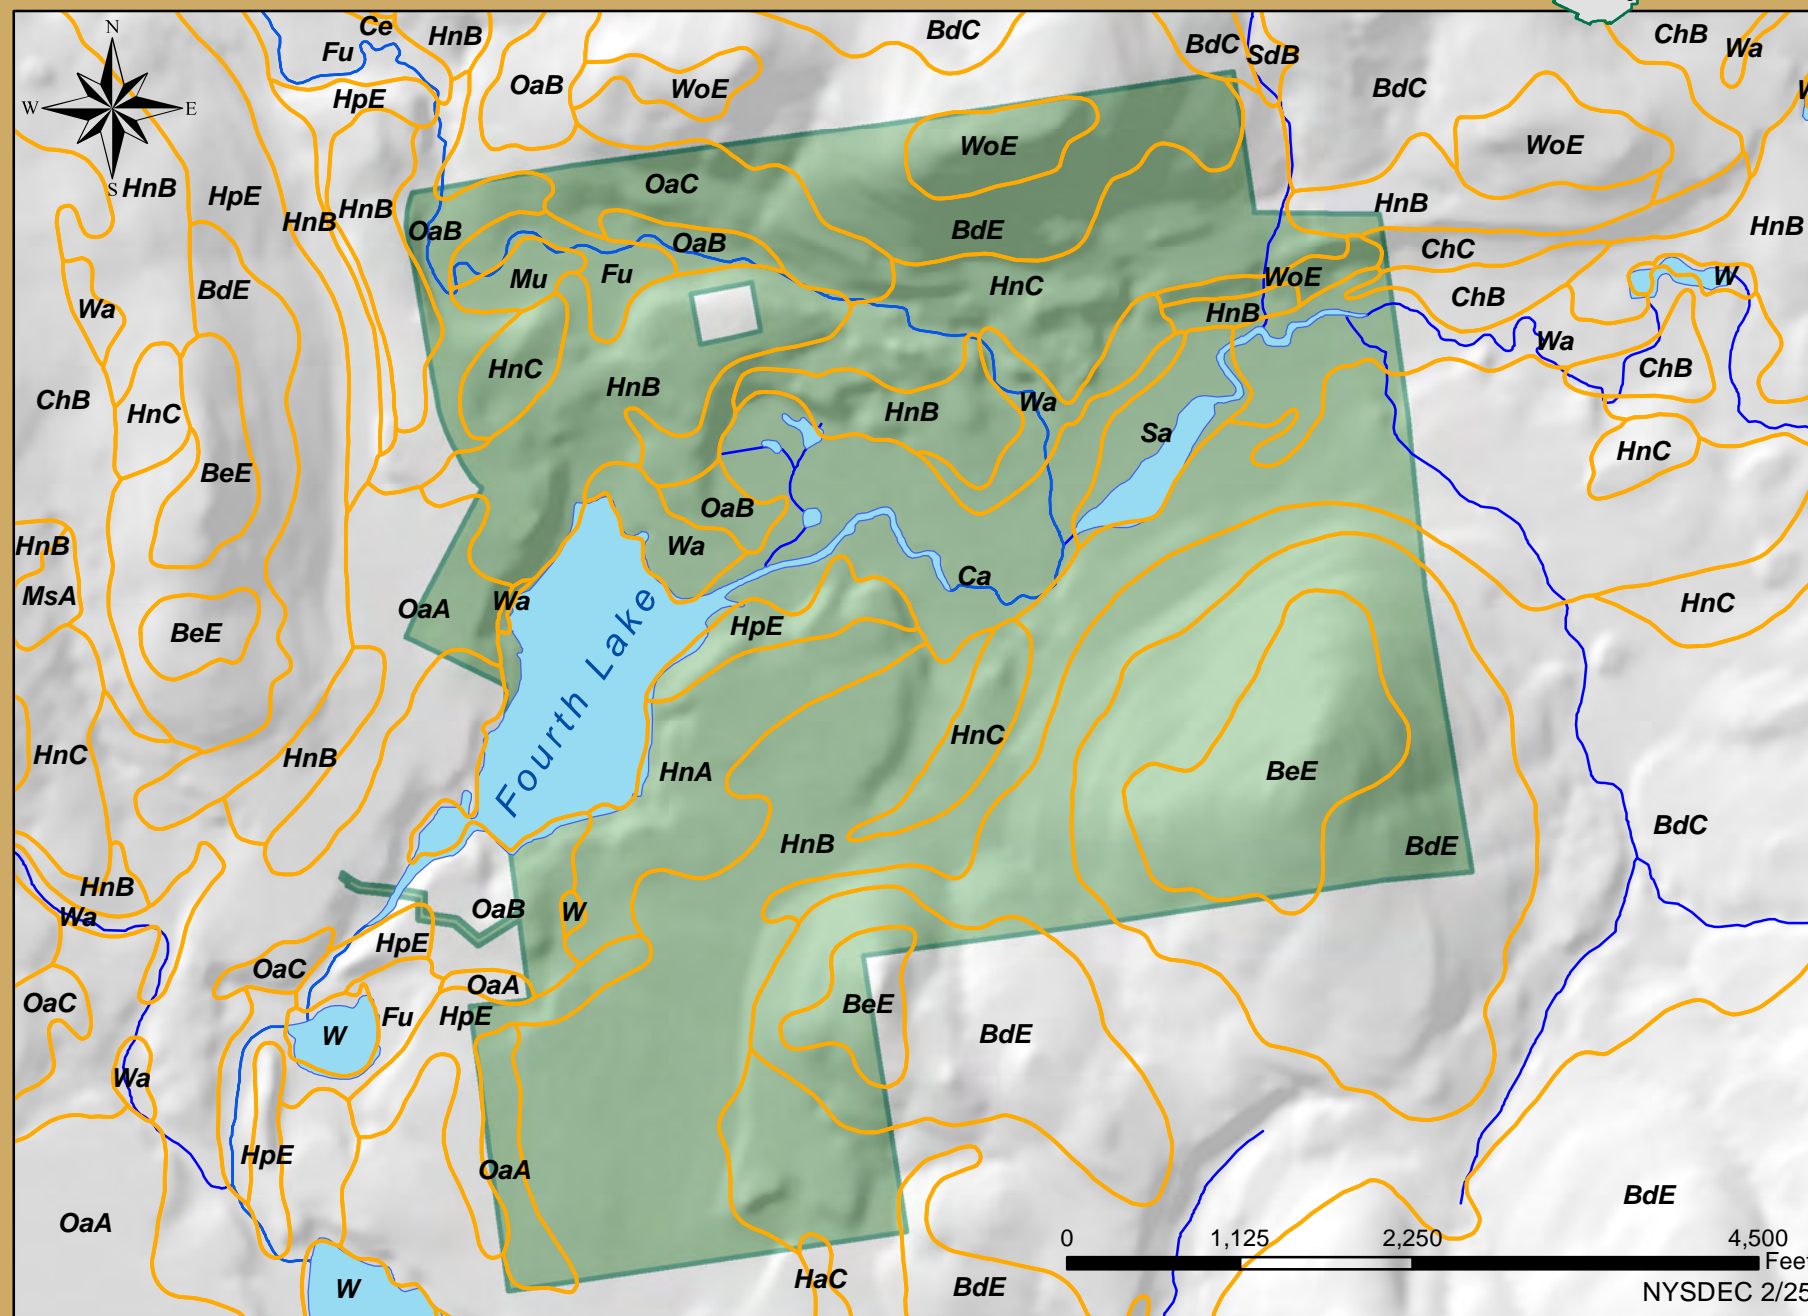 Ce
HnB
BdC
ChB
Wa
N
Fu
BdC
SdB
OaB
WoE
BdC
HpE
W
E
WoE
WoE
S
HnB
HpE
OaC
HnB
HnB
HnB
OaB
BdE
HnB
OaB
ChC
Mu
Fu
WoE
W
BdE
HnC
ChB
Wa
HnB
Wa
HnC
ChB
HnB
ChB
HnC
HnB
Wa
Sa
HnC
BeE
OaB
HnB
Wa
Ca
MsA
Wa
OaA
HnC
BeE
HpE
Fourth Lake
HnC
HnC
HnB
HnA
BeE
HnB
BdE
BdC
HnB
Wa
OaB
W
HpE
OaC
OaA
OaC
BeE
HpE
Fu
W
BdE
Wa
HpE
OaA
BdE
OaA
0 1,125 2,250 4,500
Feet
HaC
BdE
W
NYSDEC 2/25